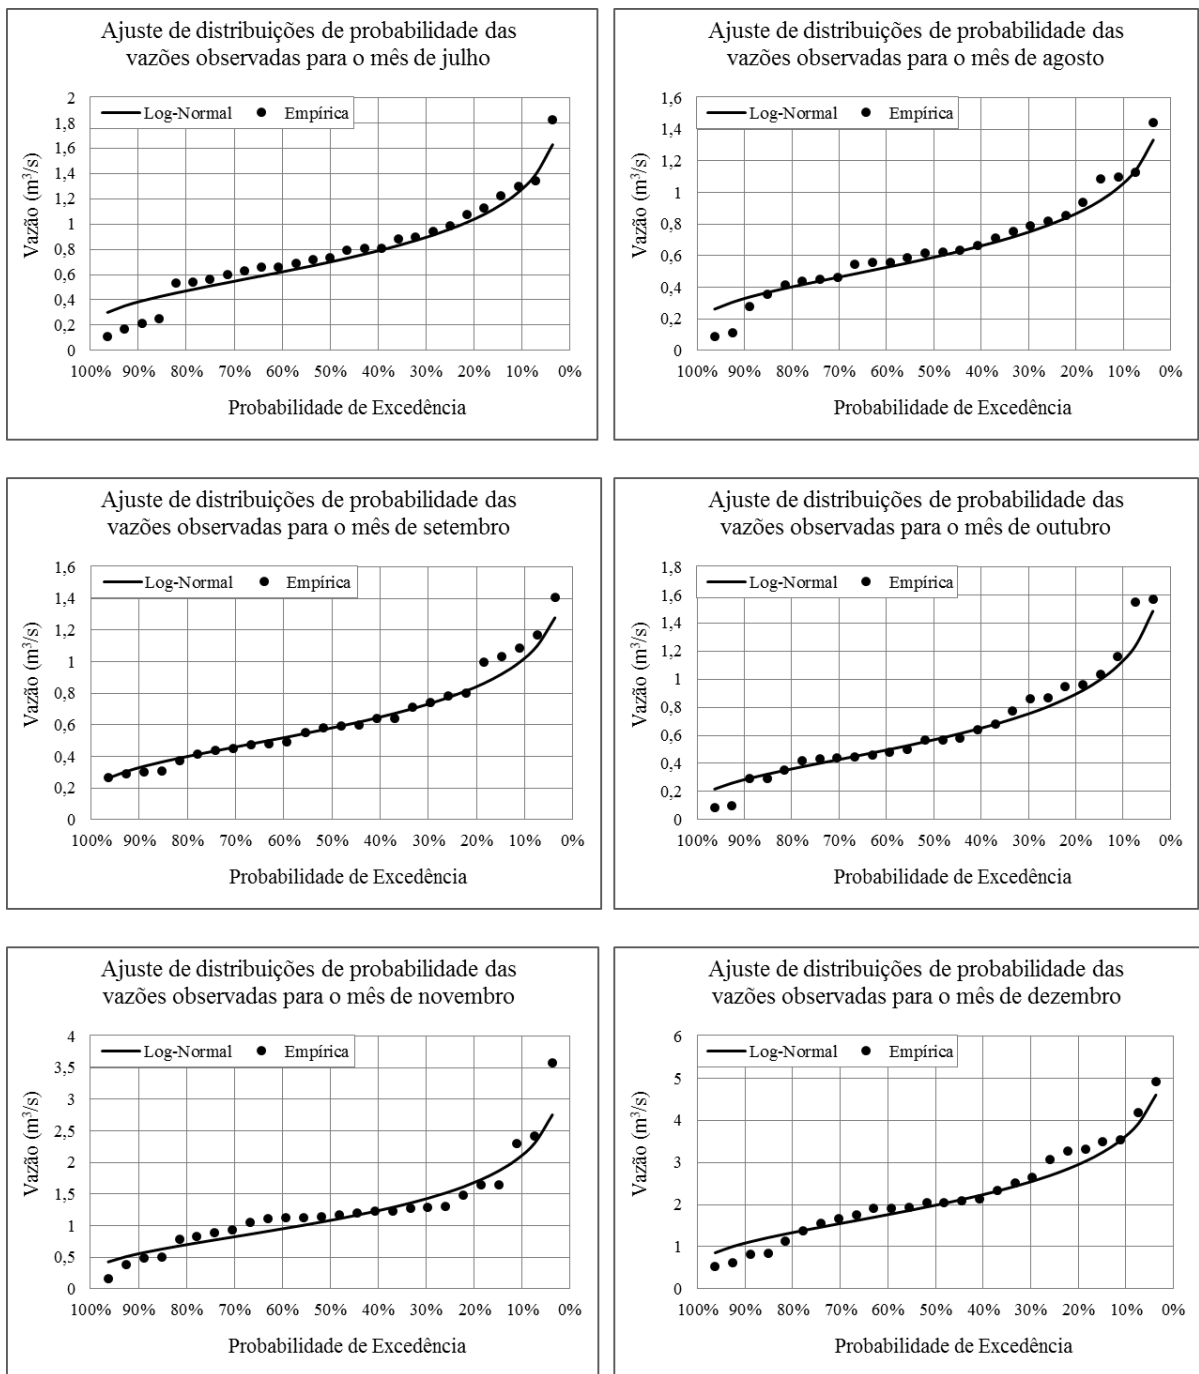 Ajuste de distribuições de probabilidade das
vazões observadas para o mês de julho
Vazão (m³/s)
2
1,8
1,6
1,4
1,2
1
0,8
0,6
0,4
0,2
0
Log-Normal Empírica
100% 90% 80% 70% 60% 50% 40% 30% 20% 10% 0%
Probabilidade de Excedência
Ajuste de distribuições de probabilidade das
vazões observadas para o mês de agosto
Vazão (m³/s)
1,6
1,4
1,2
1
0,8
0,6
0,4
0,2
0
Log-Normal Empírica
100% 90% 80% 70% 60% 50% 40% 30% 20% 10% 0%
Probabilidade de Excedência
Ajuste de distribuições de probabilidade das
vazões observadas para o mês de setembro
Vazão (m³/s)
1,6
1,4
1,2
1
0,8
0,6
0,4
0,2
0
Log-Normal Empírica
100% 90% 80% 70% 60% 50% 40% 30% 20% 10% 0%
Probabilidade de Excedência
Ajuste de distribuições de probabilidade das
vazões observadas para o mês de outubro
Vazão (m³/s)
1,8
1,6
1,4
1,2
1
0,8
0,6
0,4
0,2
0
Log-Normal Empírica
100% 90% 80% 70% 60% 50% 40% 30% 20% 10% 0%
Probabilidade de Excedência
Ajuste de distribuições de probabilidade das
vazões observadas para o mês de novembro
Vazão (m³/s)
4
3,5
3
2,5
2
1,5
1
0,5
0
Log-Normal Empírica
100% 90% 80% 70% 60% 50% 40% 30% 20% 10% 0%
Probabilidade de Excedência
Ajuste de distribuições de probabilidade das
vazões observadas para o mês de dezembro
Vazão (m³/s)
6
5
4
3
2
1
0
Log-Normal Empírica
100% 90% 80% 70% 60% 50% 40% 30% 20% 10% 0%
Probabilidade de Excedência